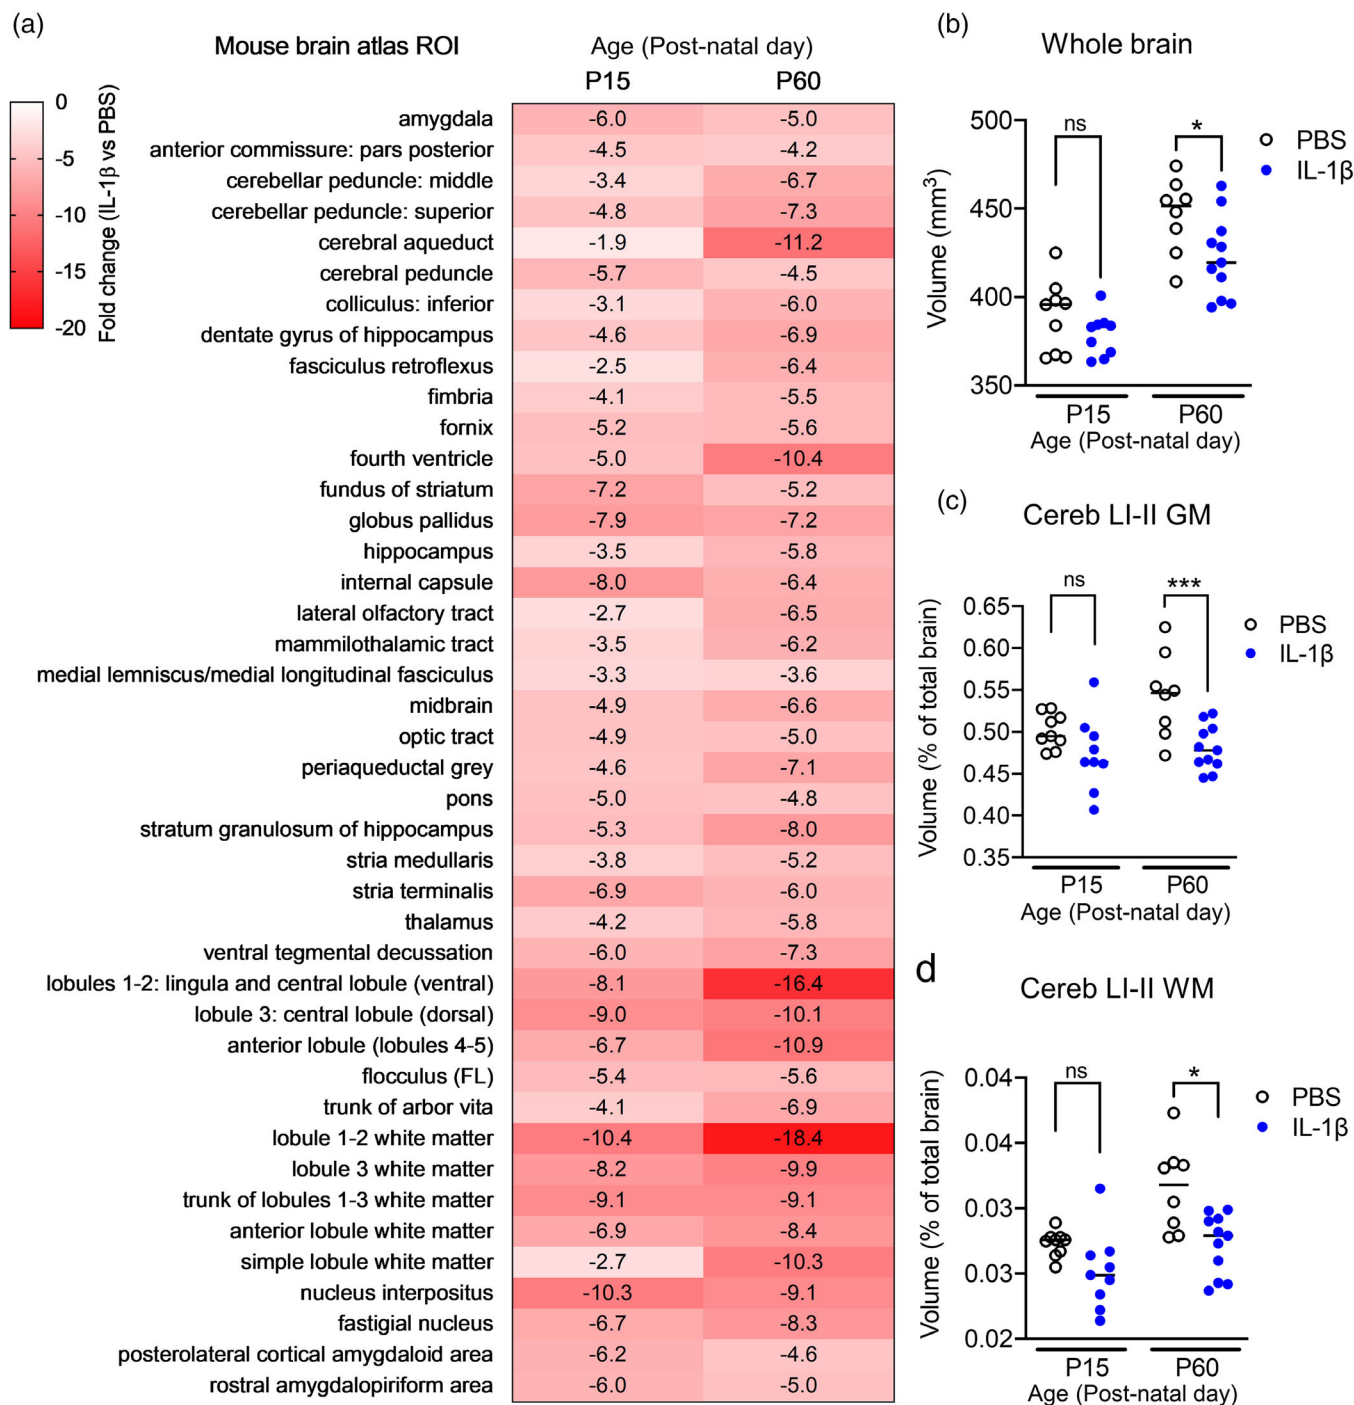 (a)
Mouse brain atlas ROI
Age (Post-natal day)
P15 P60
0
-5
-10
-15
-20
Fold change (IL-1β vs PBS)
amygdala -6.0 -5.0
anterior commissure: pars posterior -4.5 -4.2
cerebellar peduncle: middle -3.4 -6.7
cerebellar peduncle: superior -4.8 -7.3
cerebral aqueduct -1.9 -11.2
cerebral peduncle -5.7 -4.5
colliculus: inferior -3.1 -6.0
dentate gyrus of hippocampus -4.6 -6.9
fasciculus retroflexus -2.5 -6.4
fimbria -4.1 -5.5
fornix -5.2 -5.6
fourth ventricle -5.0 -10.4
fundus of striatum -7.2 -5.2
globus pallidus -7.9 -7.2
hippocampus -3.5 -5.8
internal capsule -8.0 -6.4
lateral olfactory tract -2.7 -6.5
mammilothalamic tract -3.5 -6.2
medial lemniscus/medial longitudinal fasciculus -3.3 -3.6
midbrain -4.9 -6.6
optic tract -4.9 -5.0
periaqueductal grey -4.6 -7.1
pons -5.0 -4.8
stratum granulosum of hippocampus -5.3 -8.0
stria medullaris -3.8 -5.2
stria terminalis -6.9 -6.0
thalamus -4.2 -5.8
ventral tegmental decussation -6.0 -7.3
lobules 1-2: lingula and central lobule (ventral) -8.1 -16.4
lobule 3: central lobule (dorsal) -9.0 -10.1
anterior lobule (lobules 4-5) -6.7 -10.9
flocculus (FL) -5.4 -5.6
trunk of arbor vita -4.1 -6.9
lobule 1-2 white matter -10.4 -18.4
lobule 3 white matter -8.2 -9.9
trunk of lobules 1-3 white matter -9.1 -9.1
anterior lobule white matter -6.9 -8.4
simple lobule white matter -2.7 -10.3
nucleus interpositus -10.3 -9.1
fastigial nucleus -6.7 -8.3
posterolateral cortical amygdaloid area -6.2 -4.6
rostral amygdalopiriform area -6.0 -5.0
(b)
Whole brain
500
450
400
350
Volume (mm³)
ns
*
PBS
IL-1β
P15 P60
Age (Post-natal day)
(c)
Cereb LI-II GM
0.65
0.60
0.55
0.50
0.45
0.40
0.35
Volume (% of total brain)
ns
***
PBS
IL-1β
P15 P60
Age (Post-natal day)
d
Cereb LI-II WM
0.04
0.04
0.03
0.03
0.02
Volume (% of total brain)
ns
*
PBS
IL-1β
P15 P60
Age (Post-natal day)